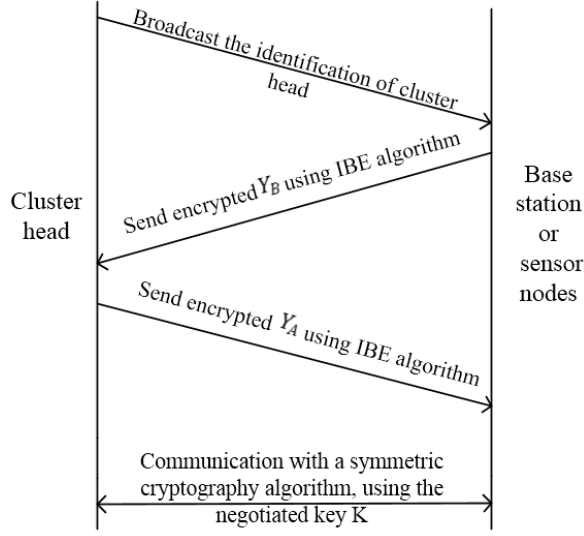 Broadcast the identification of cluster
head
Send encrypted Y_B using IBE algorithm
Cluster
head
Base
station
or
sensor
nodes
Send encrypted Y_A using IBE algorithm
Communication with a symmetric
cryptography algorithm, using the
negotiated key K